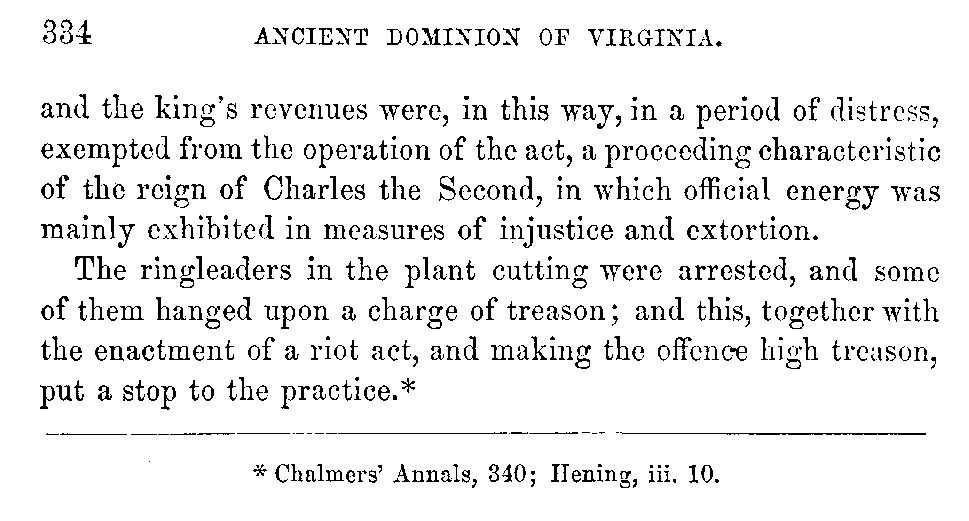 334 ANCIENT DOMINION OF VIRGINIA.
and the king's revenues were, in this way, in a period of distress,
exempted from the operation of the act, a proceeding characteristic
of the reign of Charles the Second, in which official energy was
mainly exhibited in measures of injustice and extortion.
The ringleaders in the plant cutting were arrested, and some
of them hanged upon a charge of treason; and this, together with
the enactment of a riot act, and making the offence high treason,
put a stop to the practice.*
* Chalmers' Annals, 340; Hening, iii. 10.